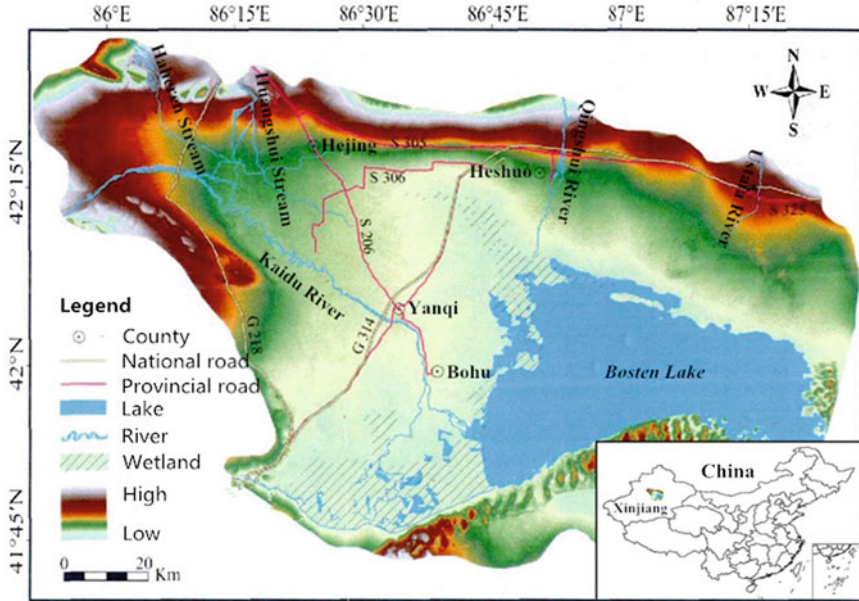 86°E
86°15′E
86°30′E
86°45′E
87°E
87°15′E
42°15′N
42°N
41°45′N
N
W
E
S
Haheren Stream
Huangshui Stream
Hejing
S 305
S 306
Heshuo
Qingshui River
Ustala River
S 325
S 206
Kaidu River
Yanqi
G 314
G 218
Bohu
Bosten Lake
Legend
County
National road
Provincial road
Lake
River
Wetland
High
Low
0
20
Km
China
Xinjiang